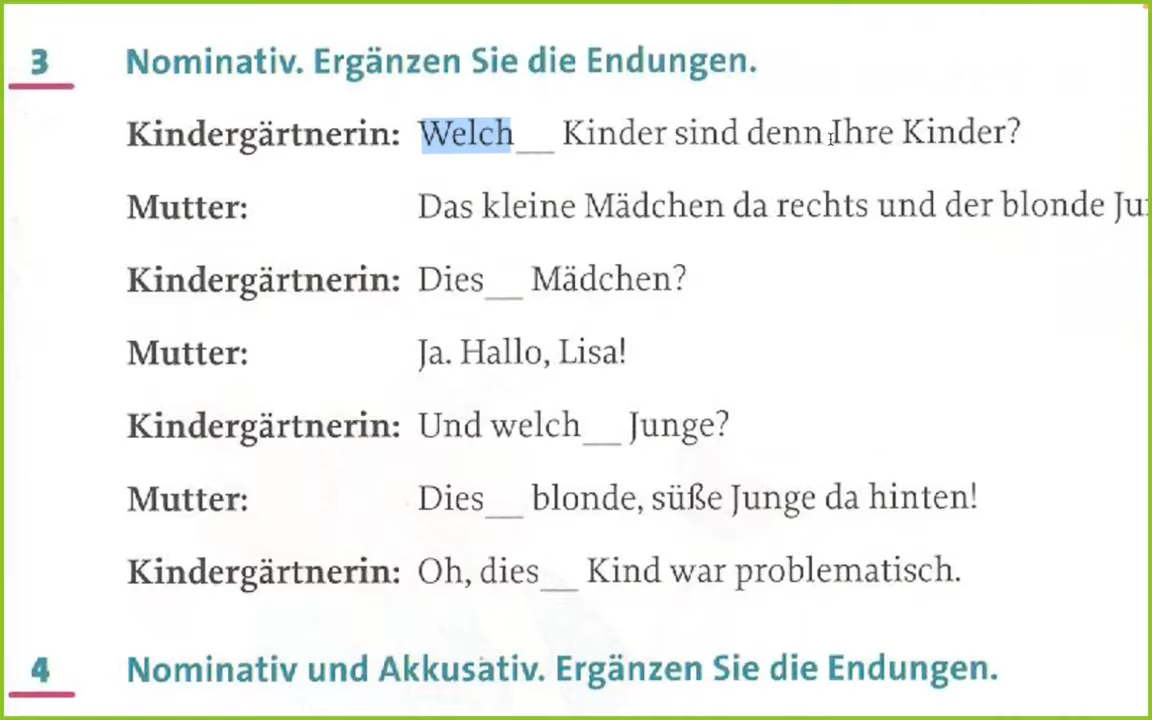 3 Nominativ. Ergänzen Sie die Endungen.
Kindergärtnerin: Welch__ Kinder sind denn Ihre Kinder?
Mutter: Das kleine Mädchen da rechts und der blonde
Kindergärtnerin: Dies__ Mädchen?
Mutter: Ja. Hallo, Lisa!
Kindergärtnerin: Und welch__ Junge?
Mutter: Dies__ blonde, süße Junge da hinten!
Kindergärtnerin: Oh, dies__ Kind war problematisch.
4 Nominativ und Akkusativ. Ergänzen Sie die Endungen.